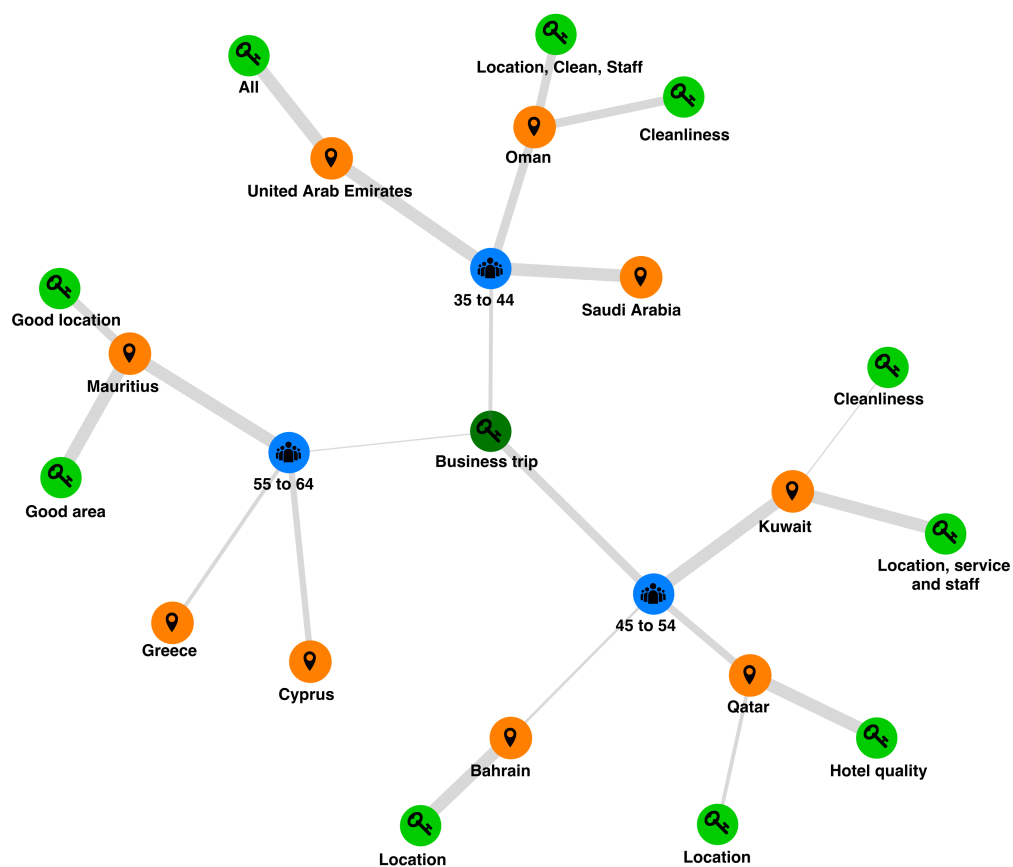 Location, Clean, Staff
All
Cleanliness
Oman
United Arab Emirates
35 to 44
Saudi Arabia
Good location
Mauritius
Cleanliness
Business trip
55 to 64
Good area
Kuwait
Location, service
and staff
45 to 54
Greece
Cyprus
Qatar
Bahrain
Hotel quality
Location
Location